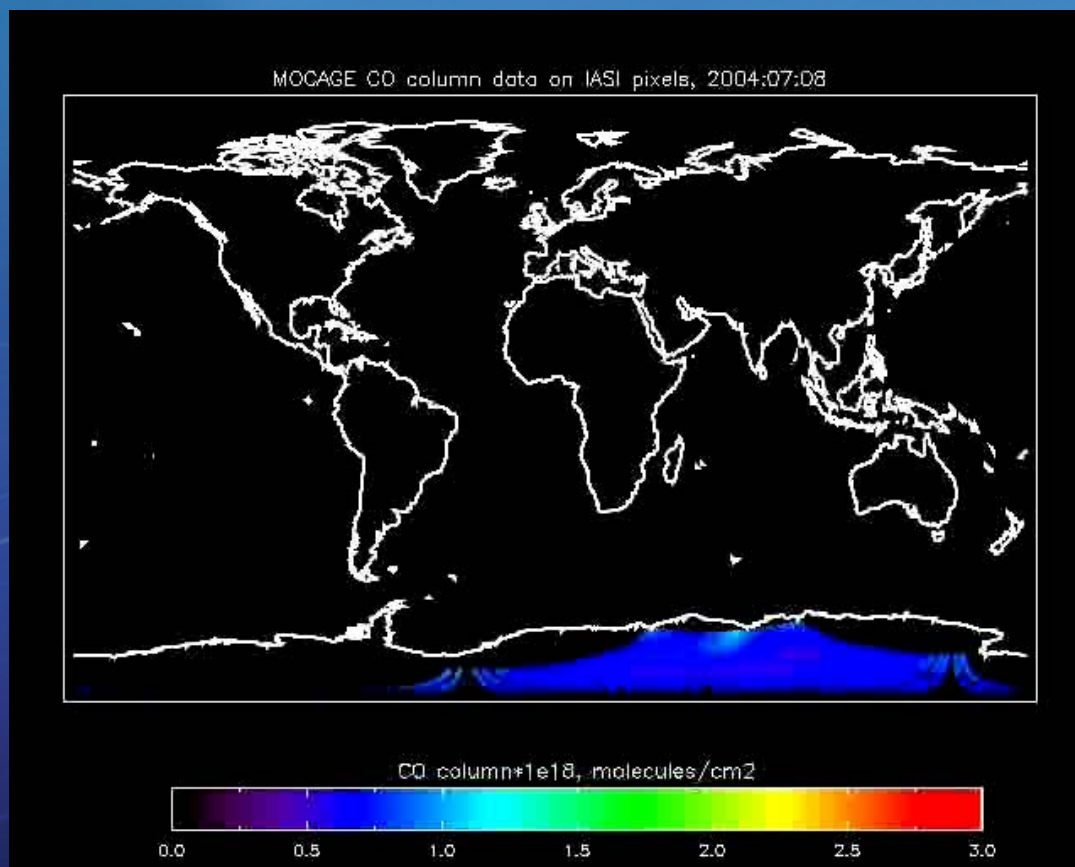 MOCAGE CO column data on IASI pixels, 2004:07:08
CO column*1e18, molecules/cm2
0.0 0.5 1.0 1.5 2.0 2.5 3.0